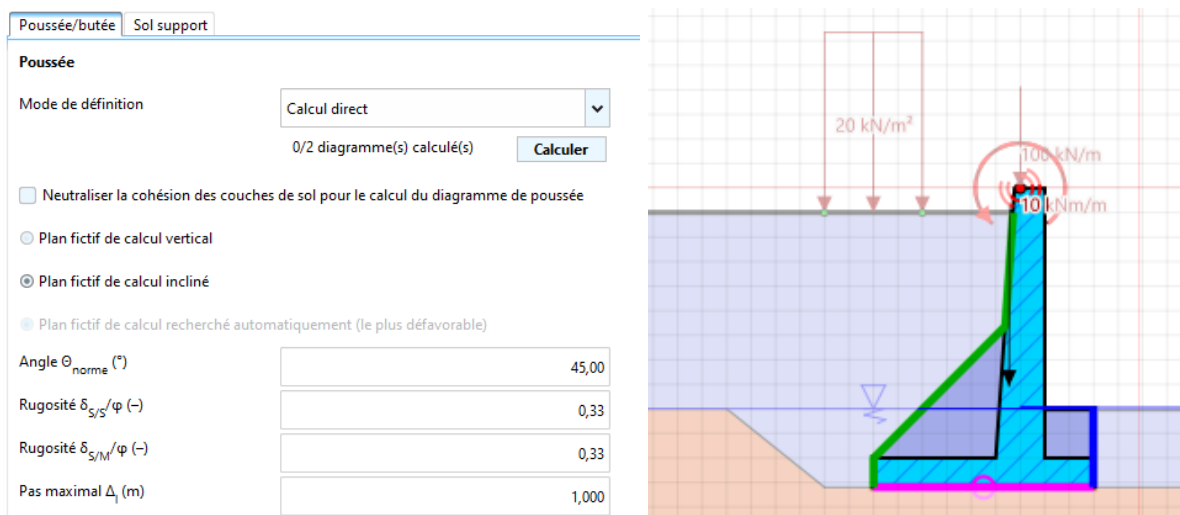 Poussée/butée Sol support
Poussée
Mode de définition Calcul direct
0/2 diagramme(s) calculé(s) Calculer
Neutraliser la cohésion des couches de sol pour le calcul du diagramme de poussée
Plan fictif de calcul vertical
Plan fictif de calcul incliné
Plan fictif de calcul recherché automatiquement (le plus défavorable)
Angle Θnorme (°) 45,00
Rugosité δS/S/φ (–) 0,33
Rugosité δS/M/φ (–) 0,33
Pas maximal Δl (m) 1,000
20 kN/m²
100 kN/m
10 kNm/m